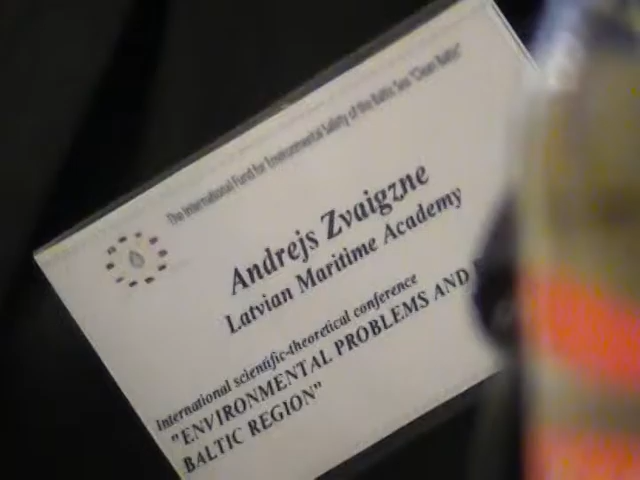 The International Fund for Environmental Safety of the Baltic Sea "Clean Baltic"
Andrejs Zvaigzne
Latvian Maritime Academy
International scientific-theoretical conference
"ENVIRONMENTAL PROBLEMS AND
BALTIC REGION"